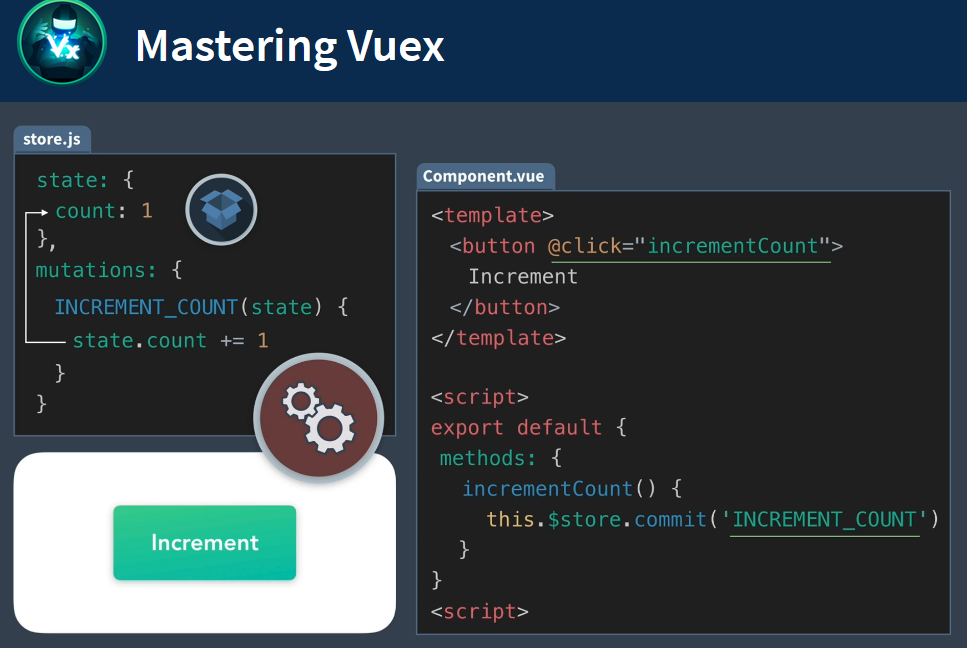 Vx
Mastering Vuex
store.js
state: {
count: 1
},
mutations: {
INCREMENT_COUNT(state) {
state.count += 1
}
}
Increment
Component.vue
<template>
<button @click="incrementCount">
Increment
</button>
</template>
<script>
export default {
methods: {
incrementCount() {
this.$store.commit('INCREMENT_COUNT')
}
}
<script>